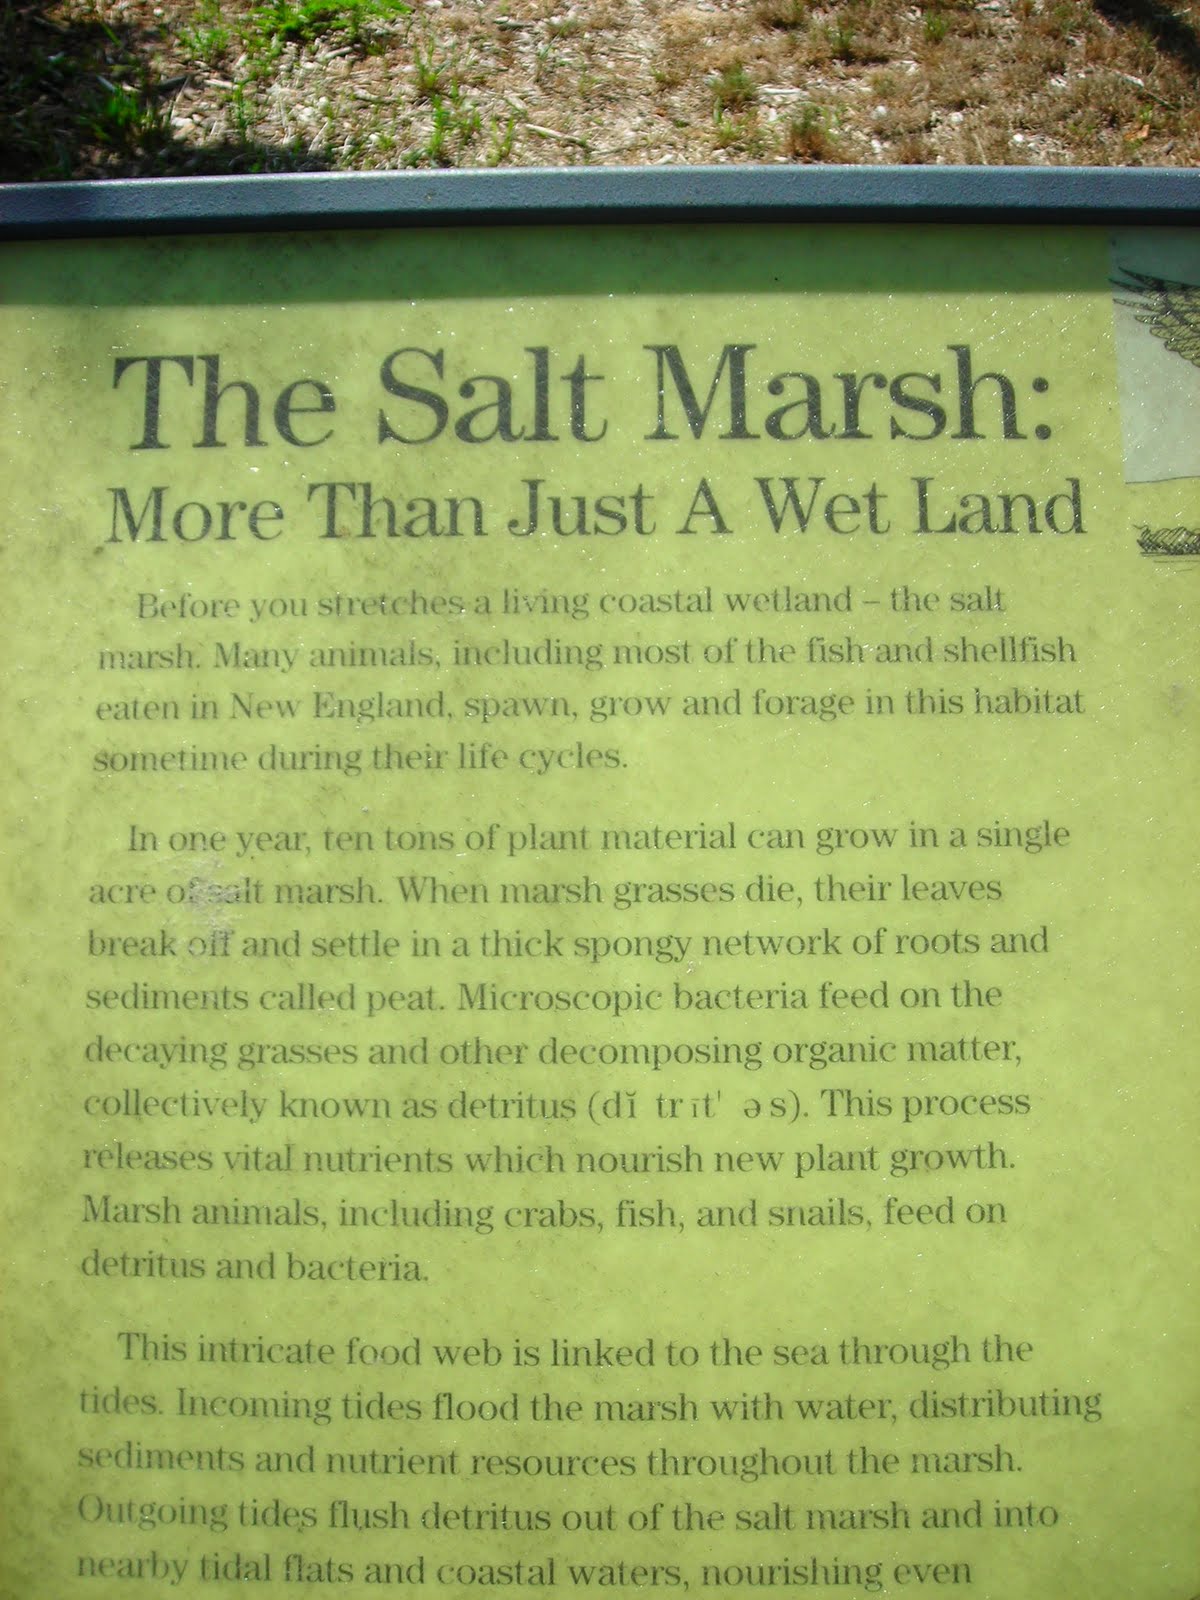 The Salt Marsh:
More Than Just A Wet Land
Before you stretches a living coastal wetland – the salt
marsh. Many animals, including most of the fish and shellfish
eaten in New England, spawn, grow and forage in this habitat
sometime during their life cycles.
In one year, ten tons of plant material can grow in a single
acre of salt marsh. When marsh grasses die, their leaves
break off and settle in a thick spongy network of roots and
sediments called peat. Microscopic bacteria feed on the
decaying grasses and other decomposing organic matter,
collectively known as detritus (dĭ trīt' əs). This process
releases vital nutrients which nourish new plant growth.
Marsh animals, including crabs, fish, and snails, feed on
detritus and bacteria.
This intricate food web is linked to the sea through the
tides. Incoming tides flood the marsh with water, distributing
sediments and nutrient resources throughout the marsh.
Outgoing tides flush detritus out of the salt marsh and into
nearby tidal flats and coastal waters, nourishing even